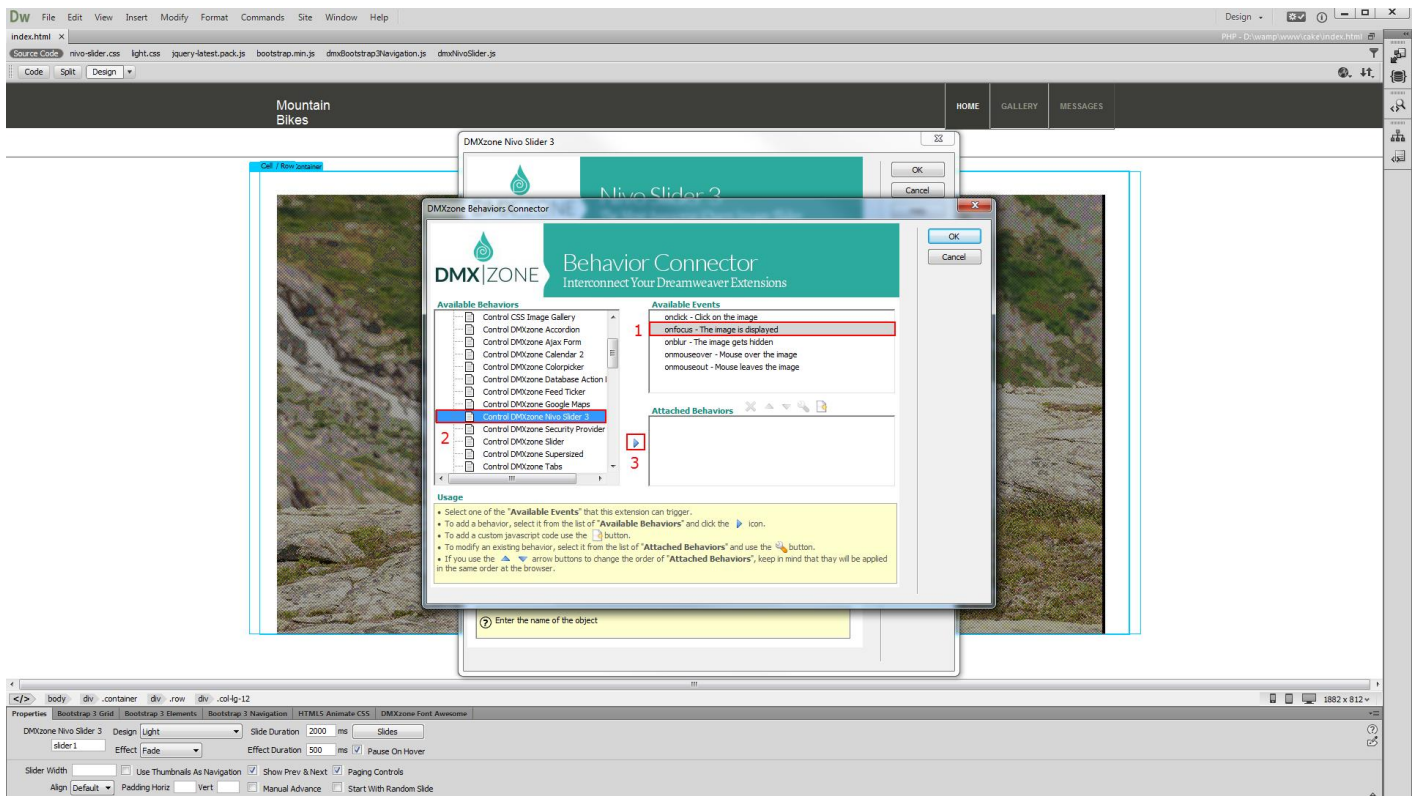 Dw File Edit View Insert Modify Format Commands Site Window Help
Design
index.html ×
PHP - D:\wamp\www\cake\index.html
Source Code nivo-slider.css light.css jquery-latest.pack.js bootstrap.min.js dmxBootstrap3Navigation.js dmxNivoSlider.js
Code Split Design
Mountain
Bikes
HOME GALLERY MESSAGES
DMXzone Nivo Slider 3
OK
Nivo Slider 3
Cancel
Cell / Row
DMXzone Behaviors Connector
OK
Cancel
DMX|ZONE
Behavior Connector
Interconnect Your Dreamweaver Extensions
Available Behaviors
Control CSS Image Gallery
Control DMXzone Accordion
Control DMXzone Ajax Form
Control DMXzone Calendar 2
Control DMXzone Colorpicker
Control DMXzone Database Action
Control DMXzone Feed Ticker
Control DMXzone Google Maps
Control DMXzone Nivo Slider 3
Control DMXzone Security Provider
Control DMXzone Slider
Control DMXzone Supersized
Control DMXzone Tabs
2
Available Events
onclick - Click on the image
1 onfocus - The image is displayed
onblur - The image gets hidden
onmouseover - Mouse over the image
onmouseout - Mouse leaves the image
Attached Behaviors
3
Usage
• Select one of the "Available Events" that this extension can trigger.
• To add a behavior, select it from the list of "Available Behaviors" and click the icon.
• To add a custom javascript code use the button.
• To modify an existing behavior, select it from the list of "Attached Behaviors" and use the button.
• If you use the arrow buttons to change the order of "Attached Behaviors", keep in mind that thay will be applied
in the same order at the browser.
Enter the name of the object
</> body div .container div .row div .col-lg-12
1882 x 812
Properties Bootstrap 3 Grid Bootstrap 3 Elements Bootstrap 3 Navigation HTML5 Animate CSS DMXzone Font Awesome
DMXzone Nivo Slider 3 Design Light Slide Duration 2000 ms Slides
slider1 Effect Fade Effect Duration 500 ms Pause On Hover
Slider Width Use Thumbnails As Navigation Show Prev & Next Paging Controls
Align Default Padding Horiz Vert Manual Advance Start With Random Slide